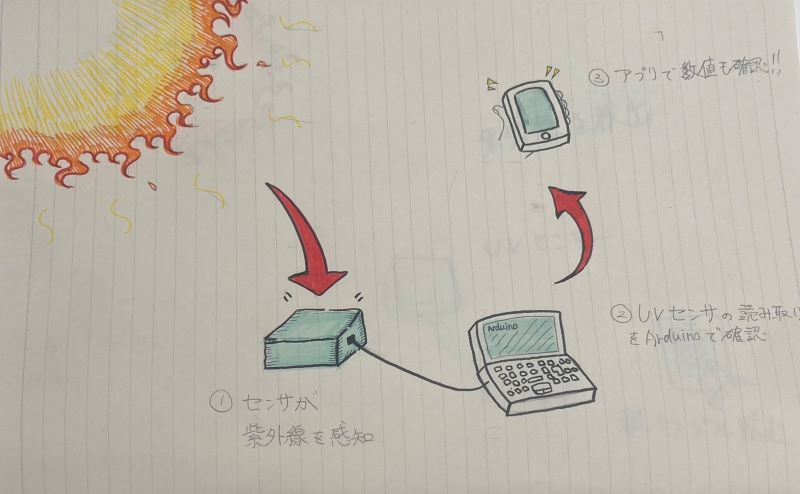 ③ アプリで数値も確認!!
Arduino
② UVセンサの読み取り
をArduinoで確認
① センサが
紫外線を感知